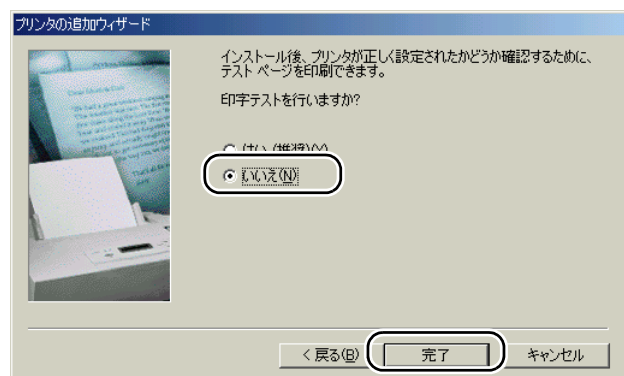 プリンタの追加ウィザード
インストール後、プリンタが正しく設定されたかどうか確認するために、
テスト ページを印刷できます。
印字テストを行いますか?
はい (推奨)(Y)
いいえ(N)
< 戻る(B)
完了
キャンセル